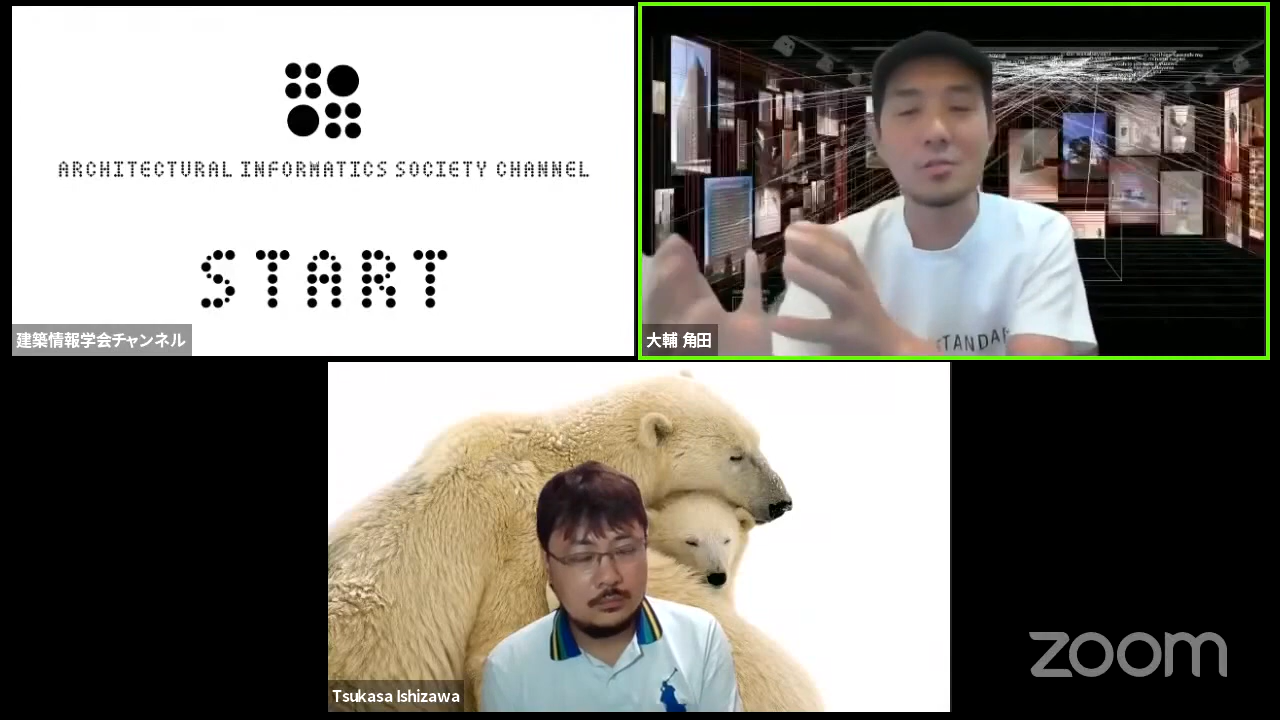 ARCHITECTURAL INFORMATICS SOCIETY CHANNEL
START
建築情報学会チャンネル
大輔 角田
Tsukasa Ishizawa
zoom